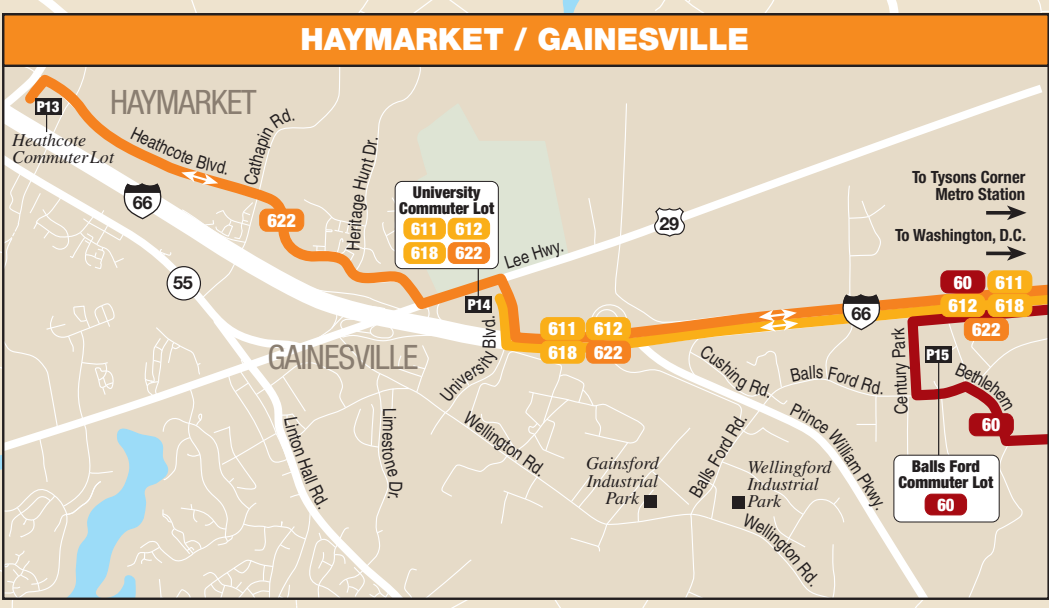 HAYMARKET / GAINESVILLE
P13
HAYMARKET
Heathcote
Commuter Lot
Heathcote Blvd.
Cathapin Rd.
Heritage Hunt Dr.
66
622
University
Commuter Lot
611 612
618 622
29
Lee Hwy.
To Tysons Corner
Metro Station
To Washington, D.C.
55
P14
60 611
612 618
622
66
611 612
618 622
GAINESVILLE
University Blvd.
Cushing Rd.
Balls Ford Rd.
Century Park
P15
Bethlehem
60
Linton Hall Rd.
Limestone Dr.
Wellington Rd.
Prince William Pkwy.
Balls Ford Rd.
Gainsford
Industrial
Park
Wellingford
Industrial
Park
Wellington Rd.
Balls Ford
Commuter Lot
60